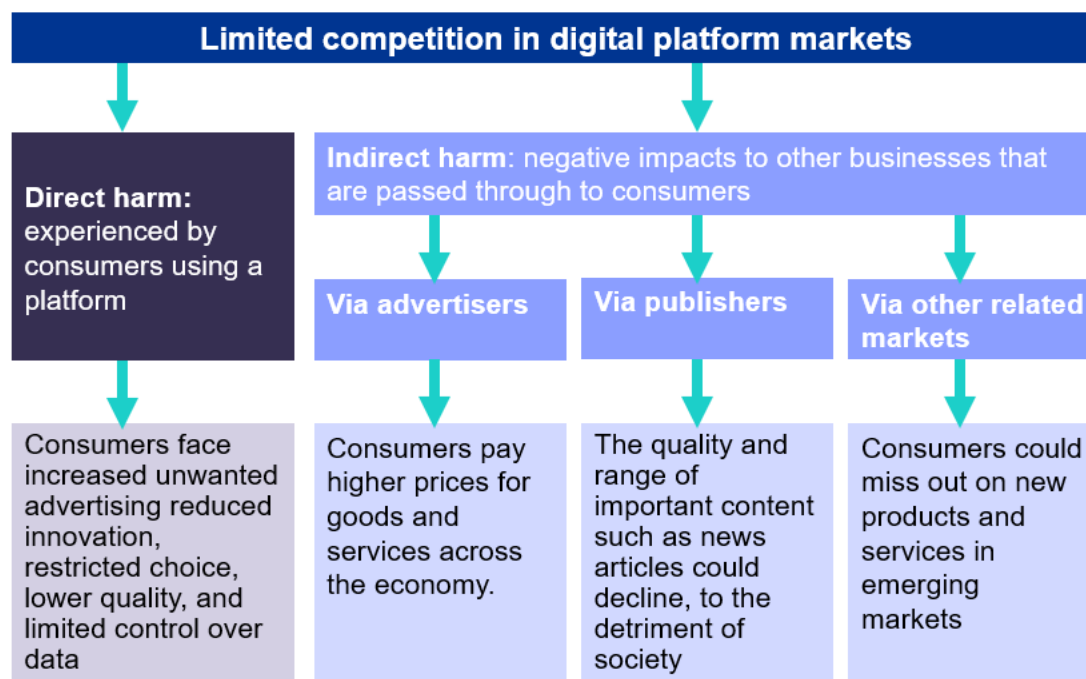 Limited competition in digital platform markets
Direct harm:
experienced by
consumers using a
platform
Indirect harm: negative impacts to other businesses that
are passed through to consumers
Via advertisers
Via publishers
Via other related
markets
Consumers face
increased unwanted
advertising reduced
innovation,
restricted choice,
lower quality, and
limited control over
data
Consumers pay
higher prices for
goods and
services across
the economy.
The quality and
range of
important content
such as news
articles could
decline, to the
detriment of
society
Consumers could
miss out on new
products and
services in
emerging
markets